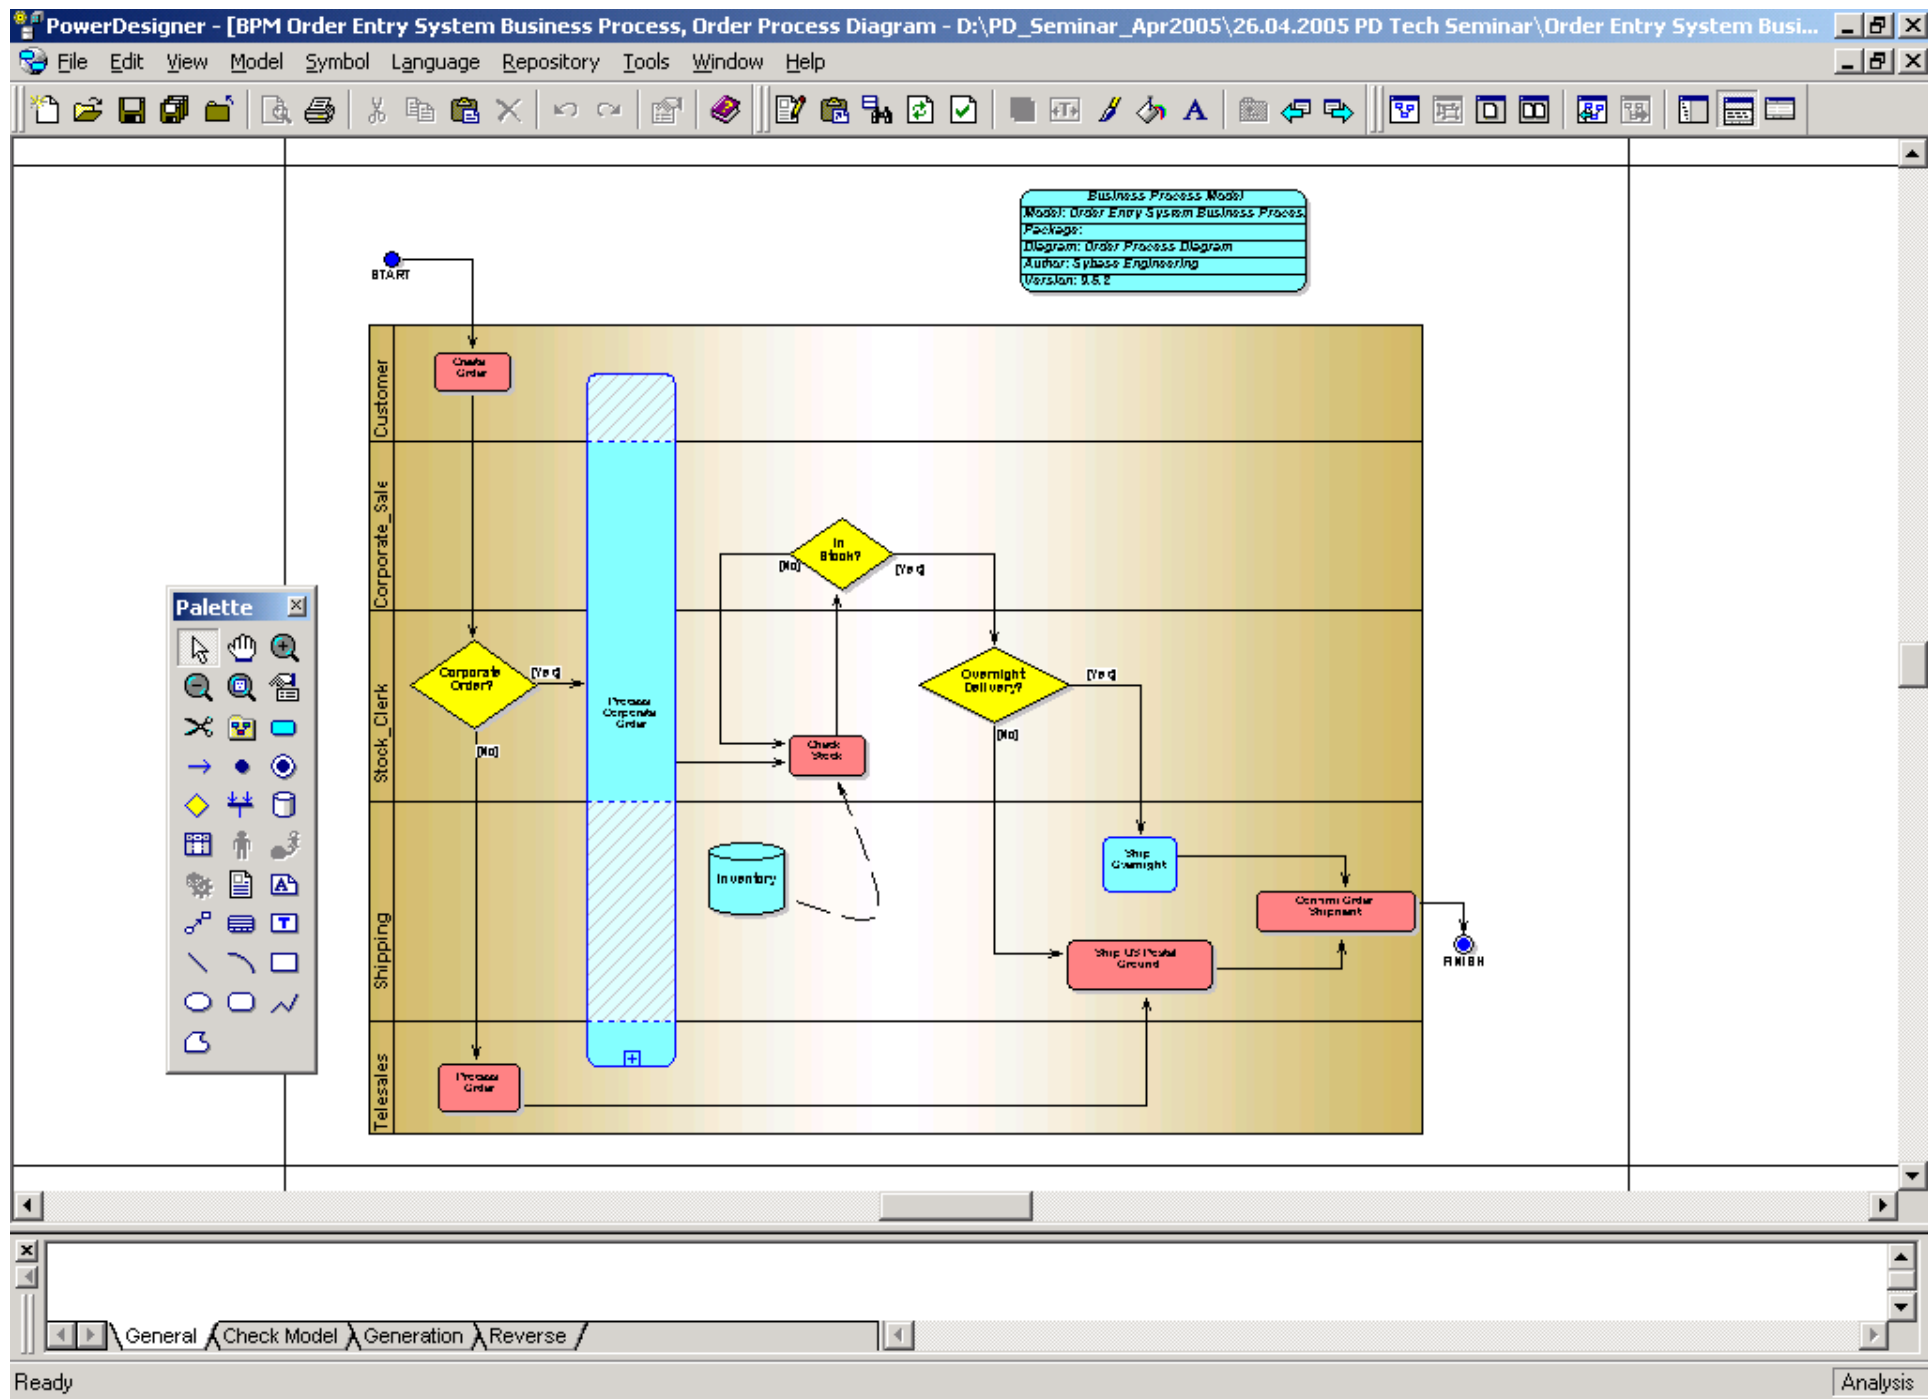 PowerDesigner - [BPM Order Entry System Business Process, Order Process Diagram - D:\PD_Seminar_Apr2005\26.04.2005 PD Tech Seminar\Order Entry System Busi...
File Edit View Model Symbol Language Repository Tools Window Help
Business Process Model
Model: Order Entry System Business Proces
Package:
Diagram: Order Process Diagram
Author: Sybase Engineering
Version: 9.5.2
START
Customer
Create
Order
Corporate_Sale
In
Stock?
[No]
[Yes]
Palette
Stock_Clerk
Corporate
Order?
[Yes]
[No]
Process
Corporate
Order
Check
Stock
Overnight
Delivery?
[Yes]
[No]
Shipping
Inventory
Ship
Overnight
Confirm Order
Shipment
Ship US Postal
Ground
FINISH
Telesales
Process
Order
General
Check Model
Generation
Reverse
Ready
Analysis